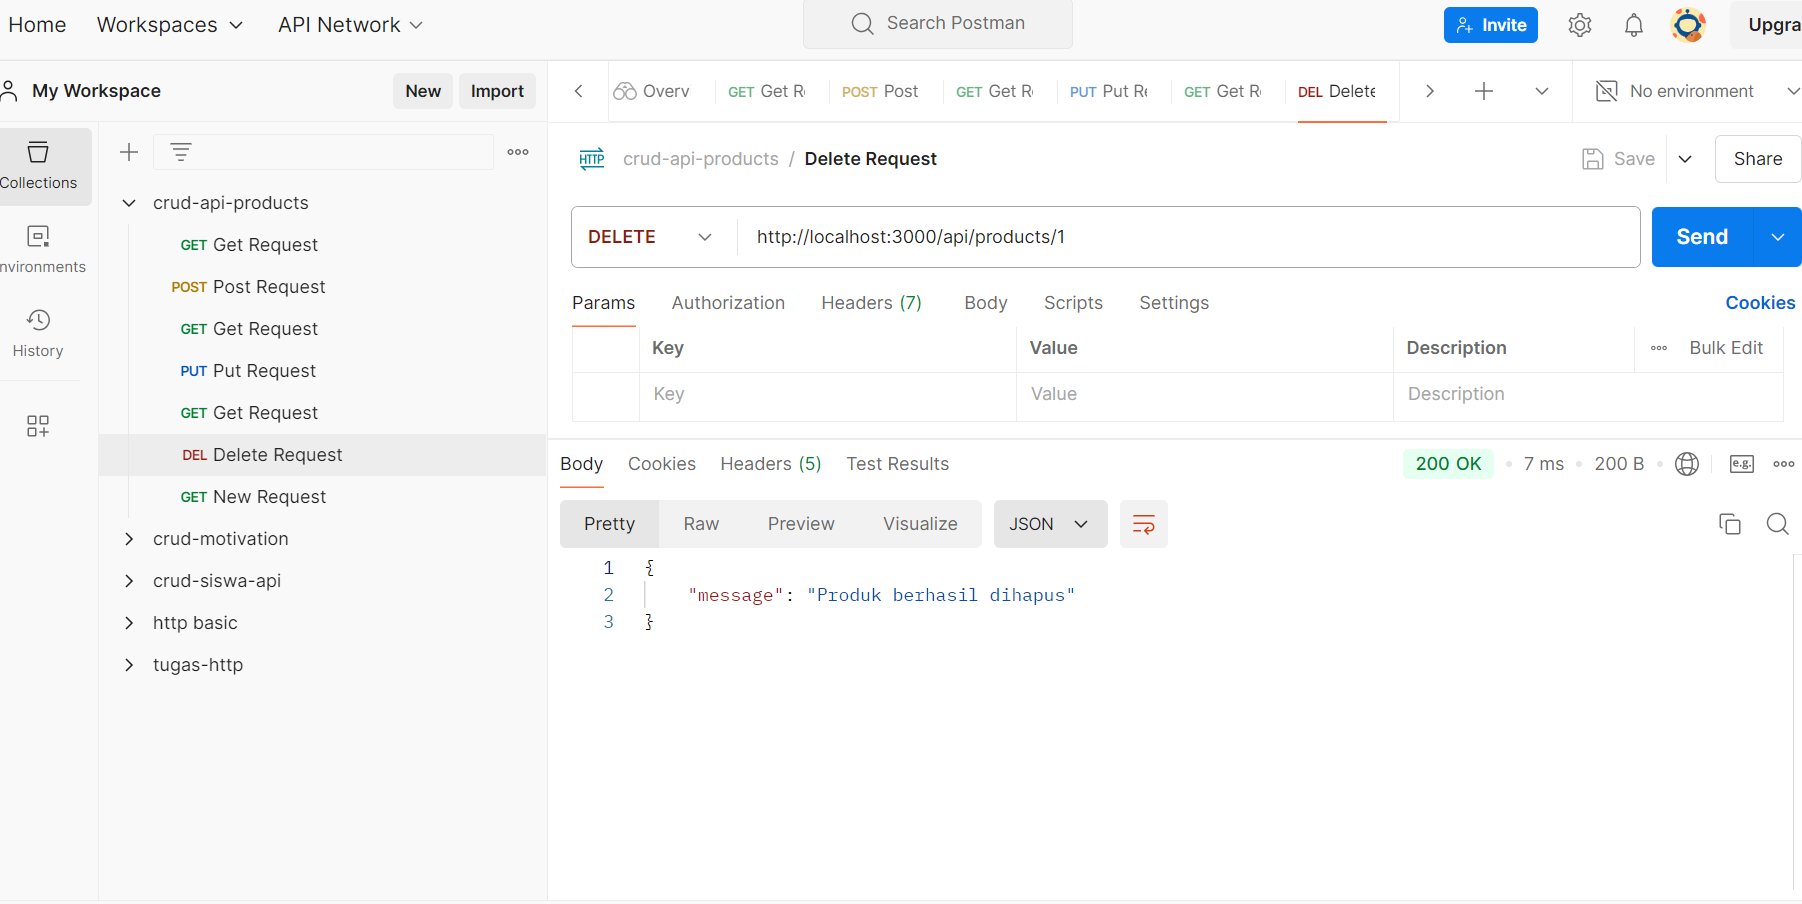 Home Workspaces API Network Search Postman Invite Upgra
My Workspace New Import Overv GET Get R POST Post GET Get R PUT Put Re GET Get R DEL Delete No environment
Collections
nvironments
History
crud-api-products
GET Get Request
POST Post Request
GET Get Request
PUT Put Request
GET Get Request
DEL Delete Request
GET New Request
crud-motivation
crud-siswa-api
http basic
tugas-http
HTTP crud-api-products / Delete Request Save Share
DELETE http://localhost:3000/api/products/1 Send
Params Authorization Headers (7) Body Scripts Settings Cookies
Key Value Description Bulk Edit
Key Value Description
Body Cookies Headers (5) Test Results 200 OK 7 ms 200 B e.g.
Pretty Raw Preview Visualize JSON
1 {
2 "message": "Produk berhasil dihapus"
3 }